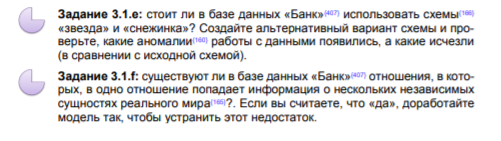 Задание 3.1.e: стоит ли в базе данных «Банк»{407} использовать схемы{166}
«звезда» и «снежинка»? Создайте альтернативный вариант схемы и про-
верьте, какие аномалии{160} работы с данными появились, а какие исчезли
(в сравнении с исходной схемой).
Задание 3.1.f: существуют ли в базе данных «Банк»{407} отношения, в кото-
рых, в одно отношение попадает информация о нескольких независимых
сущностях реального мира{165}?. Если вы считаете, что «да», доработайте
модель так, чтобы устранить этот недостаток.